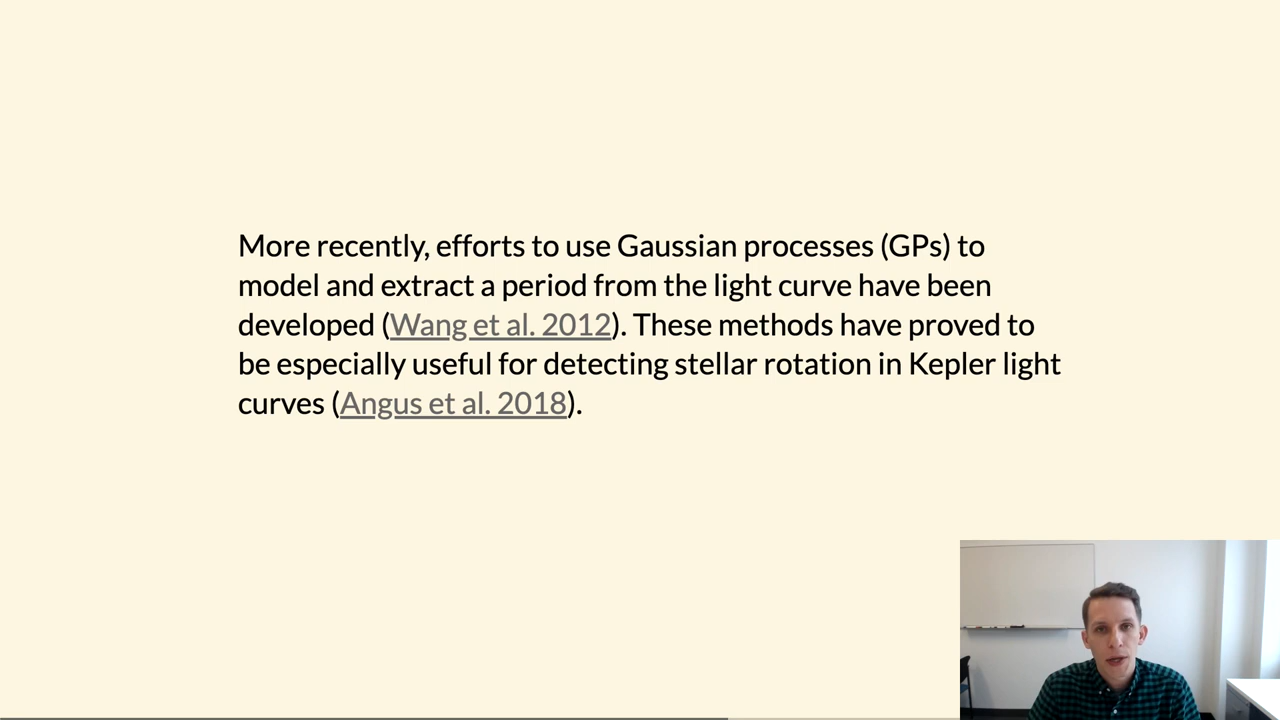 More recently, efforts to use Gaussian processes (GPs) to
model and extract a period from the light curve have been
developed (Wang et al. 2012). These methods have proved to
be especially useful for detecting stellar rotation in Kepler light
curves (Angus et al. 2018).